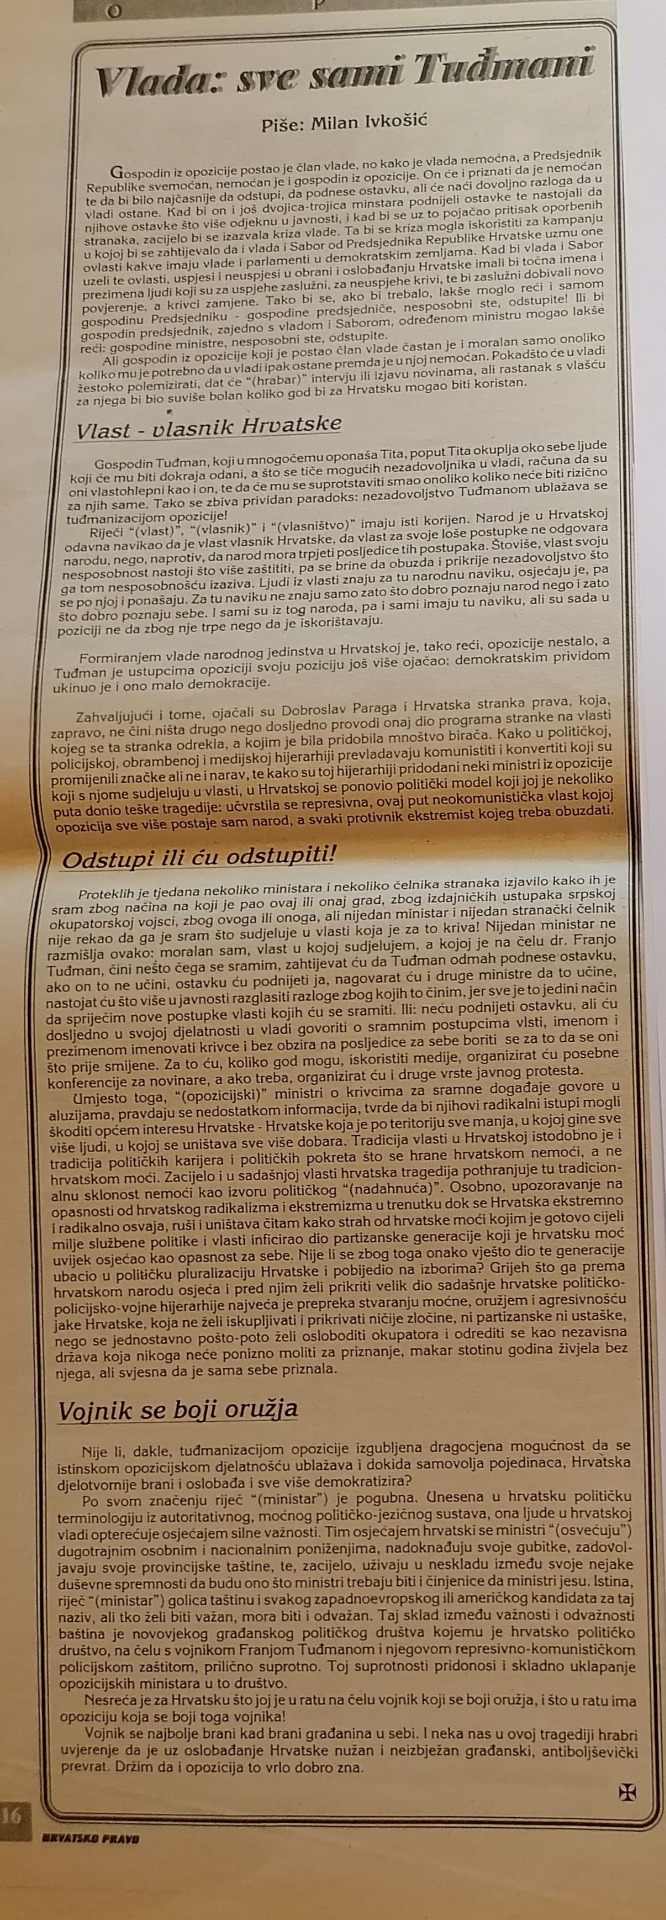 O
P
Vlada: sve sami Tuđmani
Piše: Milan Ivkošić
Gospodin iz opozicije postao je član vlade, no kako je vlada nemoćna, a Predsjednik
Republike svemoćan, nemoćan je i gospodin iz opozicije. On će i priznati da je nemoćan
te da bi bilo najčasnije da odstupi, da podnese ostavku, ali će naći dovoljno razloga da u
vladi ostane. Kad bi on i još dvojica-trojica minstara podnijeli ostavke te nastojali da
njihove ostavke što više odjeknu u javnosti, i kad bi se uz to pojačao pritisak oporbenih
stranaka, zacijelo bi se izazvala kriza vlade. Ta bi se kriza mogla iskoristiti za kampanju
u kojoj bi se zahtijevalo da i vlada i Sabor od Predsjednika Republike Hrvatske uzmu one
ovlasti kakve imaju vlade i parlamenti u demokratskim zemljama. Kad bi vlada i Sabor
uzeli te ovlasti, uspjesi i neuspjesi u obrani i oslobađanju Hrvatske imali bi točna imena i
prezimena ljudi koji su za uspjehe zaslužni, za neuspjehe krivi, te bi zaslužni dobivali novo
povjerenje, a krivci zamjene. Tako bi se, ako bi trebalo, lakše moglo reći i samom
gospodinu Predsjedniku - gospodine predsjedniče, nesposobni ste, odstupite! Ili bi
gospodin predsjednik, zajedno s vladom i Saborom, određenom ministru mogao lakše
reći: gospodine ministre, nesposobni ste, odstupite.
Ali gospodin iz opozicije koji je postao član vlade častan je i moralan samo onoliko
koliko mu je potrebno da u vladi ipak ostane premda je u njoj nemoćan. Pokadšto će u vladi
žestoko polemizirati, dat će “(hrabar)” intervju ili izjavu novinama, ali rastanak s vlašću
za njega bi bio suviše bolan koliko god bi za Hrvatsku mogao biti koristan.
Vlast - vlasnik Hrvatske
Gospodin Tuđman, koji u mnogočemu oponaša Tita, poput Tita okuplja oko sebe ljude
koji će mu biti dokraja odani, a što se tiče mogućih nezadovoljnika u vladi, računa da su
oni vlastohlepni kao i on, te da će mu se suprotstaviti smao onoliko koliko neće biti rizično
za njih same. Tako se zbiva prividan paradoks: nezadovoljstvo Tuđmanom ublažava se
tuđmanizacijom opozicije!
Riječi “(vlast)”, “(vlasnik)” i “(vlasništvo)” imaju isti korijen. Narod je u Hrvatskoj
odavna navikao da je vlast vlasnik Hrvatske, da vlast za svoje loše postupke ne odgovara
narodu, nego, naprotiv, da narod mora trpjeti posljedice tih postupaka. Štoviše, vlast svoju
nesposobnost nastoji što više zaštititi, pa se brine da obuzda i prikrije nezadovoljstvo što
ga tom nesposobnošću izaziva. Ljudi iz vlasti znaju za tu narodnu naviku, osjećaju je, pa
se po njoj i ponašaju. Za tu naviku ne znaju samo zato što dobro poznaju narod nego i zato
što dobro poznaju sebe. I sami su iz tog naroda, pa i sami imaju tu naviku, ali su sada u
poziciji ne da zbog nje trpe nego da je iskorištavaju.
Formiranjem vlade narodnog jedinstva u Hrvatskoj je, tako reći, opozicije nestalo, a
Tuđman je ustupcima opoziciji svoju poziciju još više ojačao: demokratskim prividom
ukinuo je i ono malo demokracije.
Zahvaljujući i tome, ojačali su Dobroslav Paraga i Hrvatska stranka prava, koja,
zapravo, ne čini ništa drugo nego dosljedno provodi onaj dio programa stranke na vlasti
kojeg se ta stranka odrekla, a kojim je bila pridobila mnoštvo birača. Kako u političkoj,
policijskoj, obrambenoj i medijskoj hijerarhiji prevladavaju komunistiti i konvertiti koji su
promijenili značke ali ne i narav, te kako su toj hijerarhiji pridodani neki ministri iz opozicije
koji s njome sudjeluju u vlasti, u Hrvatskoj se ponovio politički model koji joj je nekoliko
puta donio teške tragedije: učvrstila se represivna, ovaj put neokomunistička vlast kojoj
opozicija sve više postaje sam narod, a svaki protivnik ekstremist kojeg treba obuzdati.
Odstupi ili ću odstupiti!
Proteklih je tjedana nekoliko ministara i nekoliko čelnika stranaka izjavilo kako ih je
sram zbog načina na koji je pao ovaj ili onaj grad, zbog izdajničkih ustupaka srpskoj
okupatorskoj vojsci, zbog ovoga ili onoga, ali nijedan ministar i nijedan stranački čelnik
nije rekao da ga je sram što sudjeluje u vlasti koja je za to kriva! Nijedan ministar ne
razmišlja ovako: moralan sam, vlast u kojoj sudjelujem, a kojoj je na čelu dr. Franjo
Tuđman, čini nešto čega se sramim, zahtijevat ću da Tuđman odmah podnese ostavku,
ako on to ne učini, ostavku ću podnijeti ja, nagovarat ću i druge ministre da to učine,
nastojat ću što više u javnosti razglasiti razloge zbog kojih to činim, jer sve je to jedini način
da spriječim nove postupke vlasti kojih ću se sramiti. Ili: neću podnijeti ostavku, ali ću
dosljedno u svojoj djelatnosti u vladi govoriti o sramnim postupcima vlsti, imenom i
prezimenom imenovati krivce i bez obzira na posljedice za sebe boriti se za to da se oni
što prije smijene. Za to ću, koliko god mogu, iskoristiti medije, organizirat ću posebne
konferencije za novinare, a ako treba, organizirat ću i druge vrste javnog protesta.
Umjesto toga, “(opozicijski)” ministri o krivcima za sramne događaje govore u
aluzijama, pravdaju se nedostatkom informacija, tvrde da bi njihovi radikalni istupi mogli
škoditi općem interesu Hrvatske - Hrvatske koja je po teritoriju sve manja, u kojoj gine sve
više ljudi, u kojoj se uništava sve više dobara. Tradicija vlasti u Hrvatskoj istodobno je i
tradicija političkih karijera i političkih pokreta što se hrane hrvatskom nemoći, a ne
hrvatskom moći. Zacijelo i u sadašnjoj vlasti hrvatska tragedija pothranjuje tu tradicion-
alnu sklonost nemoći kao izvoru političkog “(nadahnuća)”. Osobno, upozoravanje na
opasnosti od hrvatskog radikalizma i ekstremizma u trenutku dok se Hrvatska ekstremno
i radikalno osvaja, ruši i uništava čitam kako strah od hrvatske moći kojim je gotovo cijeli
milje službene politike i vlasti inficirao dio partizanske generacije koji je hrvatsku moć
uvijek osjećao kao opasnost za sebe. Nije li se zbog toga onako vješto dio te generacije
ubacio u političku pluralizaciju Hrvatske i pobijedio na izborima? Grijeh što ga prema
hrvatskom narodu osjeća i pred njim želi prikriti velik dio sadašnje hrvatske političko-
policijsko-vojne hijerarhije najveća je prepreka stvaranju moćne, oružjem i agresivnošću
jake Hrvatske, koja ne želi iskupljivati i prikrivati ničije zločine, ni partizanske ni ustaške,
nego se jednostavno pošto-poto želi osloboditi okupatora i odrediti se kao nezavisna
država koja nikoga neće ponizno moliti za priznanje, makar stotinu godina živjela bez
njega, ali svjesna da je sama sebe priznala.
Vojnik se boji oružja
Nije li, dakle, tuđmanizacijom opozicije izgubljena dragocjena mogućnost da se
istinskom opozicijskom djelatnošću ublažava i dokida samovolja pojedinaca, Hrvatska
djelotvornije brani i oslobađa i sve više demokratizira?
Po svom značenju riječ “(ministar”) je pogubna. Unesena u hrvatsku političku
terminologiju iz autoritativnog, moćnog političko-jezičnog sustava, ona ljude u hrvatskoj
vladi opterećuje osjećajem silne važnosti. Tim osjećajem hrvatski se ministri “(osvećuju”)
dugotrajnim osobnim i nacionalnim poniženjima, nadoknađuju svoje gubitke, zadovol-
javaju svoje provincijske taštine, te, zacijelo, uživaju u neskladu između svoje nejake
duševne spremnosti da budu ono što ministri trebaju biti i činjenice da ministri jesu. Istina,
riječ “(ministar”) golica taštinu i svakog zapadnoevropskog ili američkog kandidata za taj
naziv, ali tko želi biti važan, mora biti i odvažan. Taj sklad između važnosti i odvažnosti
baština je novovjekog građanskog političkog društva kojemu je hrvatsko političko
društvo, na čelu s vojnikom Franjom Tuđmanom i njegovom represivno-komunističkom
policijskom zaštitom, prilično suprotno. Toj suprotnosti pridonosi i skladno uklapanje
opozicijskih ministara u to društvo.
Nesreća je za Hrvatsku što joj je u ratu na čelu vojnik koji se boji oružja, i što u ratu ima
opoziciju koja se boji toga vojnika!
Vojnik se najbolje brani kad brani građanina u sebi. I neka nas u ovoj tragediji hrabri
uvjerenje da je uz oslobađanje Hrvatske nužan i neizbježan građanski, antiboljševički
prevrat. Držim da i opozicija to vrlo dobro zna.
16
HRVATSKO PRAVO